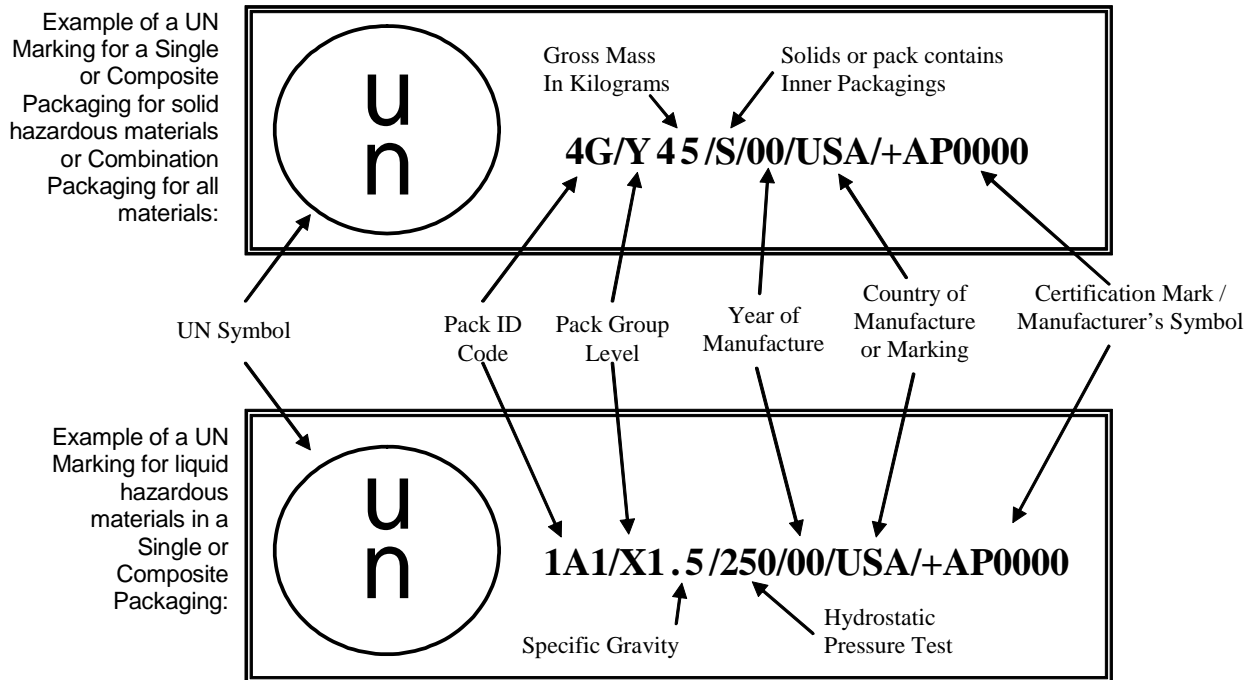 Example of a UN
Marking for a Single
or Composite
Packaging for solid
hazardous materials
or Combination
Packaging for all
materials:
u
n
Gross Mass
In Kilograms
Solids or pack contains
Inner Packagings
4G/Y 45/S/00/USA/+AP0000
UN Symbol
Pack ID
Code
Pack Group
Level
Year of
Manufacture
Country of
Manufacture
or Marking
Certification Mark /
Manufacturer's Symbol
Example of a UN
Marking for liquid
hazardous
materials in a
Single or
Composite
Packaging:
u
n
1A1/X1.5/250/00/USA/+AP0000
Specific Gravity
Hydrostatic
Pressure Test